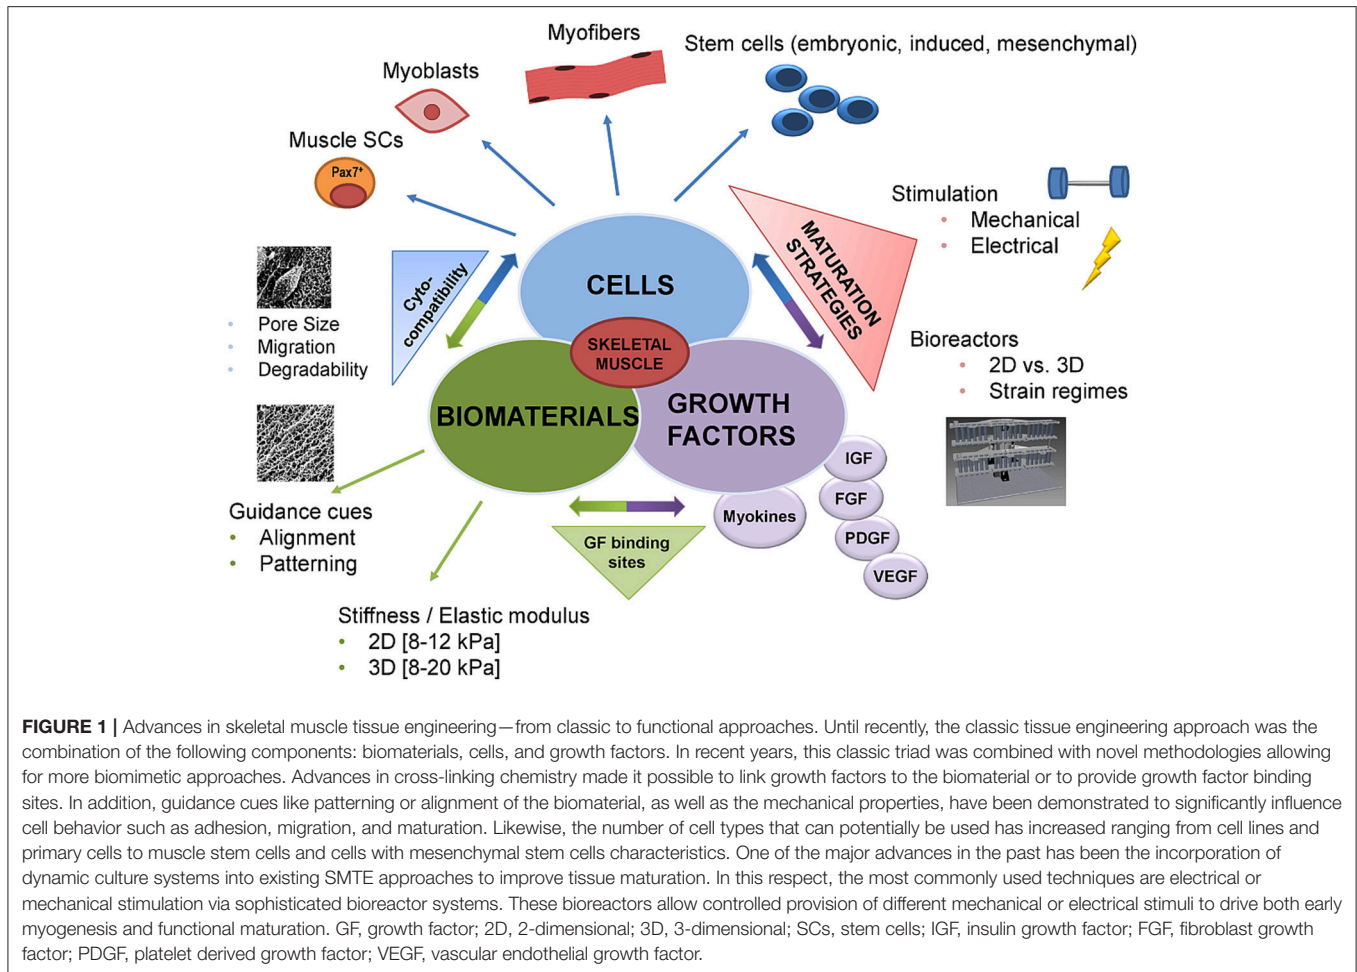 Myofibers
Stem cells (embryonic, induced, mesenchymal)
Myoblasts
Muscle SCs
Pax7⁺
Stimulation
• Mechanical
• Electrical
MATURATION
STRATEGIES
Cyto-
compatibility
CELLS
• Pore Size
• Migration
• Degradability
SKELETAL
MUSCLE
Bioreactors
• 2D vs. 3D
• Strain regimes
BIOMATERIALS
GROWTH
FACTORS
IGF
FGF
PDGF
VEGF
Myokines
Guidance cues
• Alignment
• Patterning
GF binding
sites
Stiffness / Elastic modulus
• 2D [8-12 kPa]
• 3D [8-20 kPa]
FIGURE 1 | Advances in skeletal muscle tissue engineering—from classic to functional approaches. Until recently, the classic tissue engineering approach was the
combination of the following components: biomaterials, cells, and growth factors. In recent years, this classic triad was combined with novel methodologies allowing
for more biomimetic approaches. Advances in cross-linking chemistry made it possible to link growth factors to the biomaterial or to provide growth factor binding
sites. In addition, guidance cues like patterning or alignment of the biomaterial, as well as the mechanical properties, have been demonstrated to significantly influence
cell behavior such as adhesion, migration, and maturation. Likewise, the number of cell types that can potentially be used has increased ranging from cell lines and
primary cells to muscle stem cells and cells with mesenchymal stem cells characteristics. One of the major advances in the past has been the incorporation of
dynamic culture systems into existing SMTE approaches to improve tissue maturation. In this respect, the most commonly used techniques are electrical or
mechanical stimulation via sophisticated bioreactor systems. These bioreactors allow controlled provision of different mechanical or electrical stimuli to drive both early
myogenesis and functional maturation. GF, growth factor; 2D, 2-dimensional; 3D, 3-dimensional; SCs, stem cells; IGF, insulin growth factor; FGF, fibroblast growth
factor; PDGF, platelet derived growth factor; VEGF, vascular endothelial growth factor.